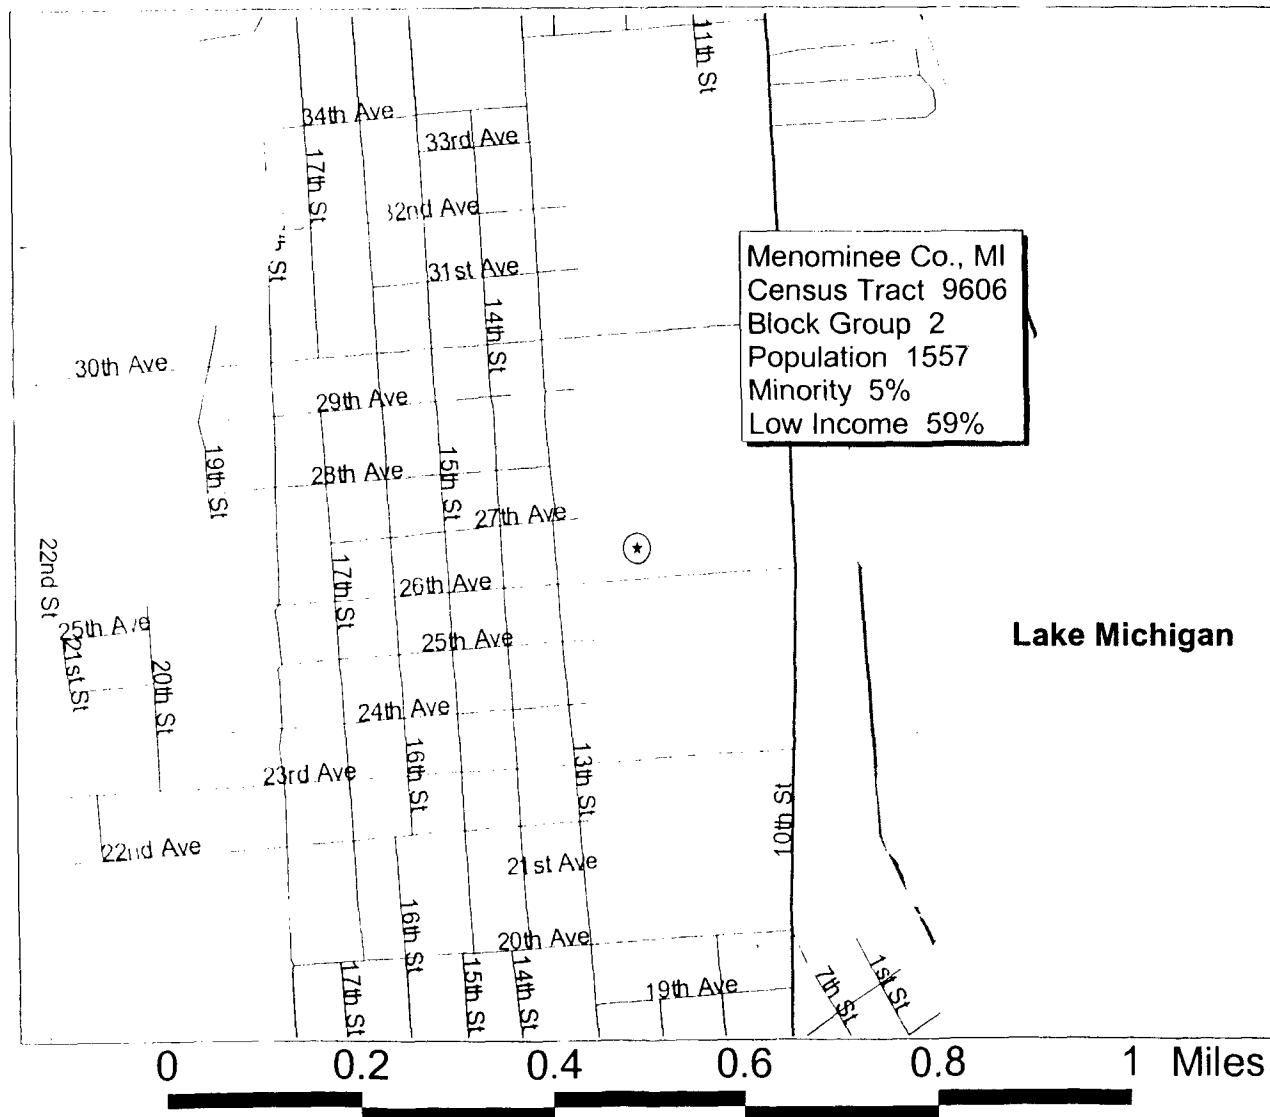 11th St
34th Ave
33rd Ave
17th St
32nd Ave
St
31st Ave
Menominee Co., MI
Census Tract 9606
Block Group 2
Population 1557
Minority 5%
Low Income 59%
14th St
30th Ave
29th Ave
19th St
28th Ave
15th St
27th Ave
22nd St
17th St
26th Ave
25th Ave
21st St
25th Ave
Lake Michigan
20th St
24th Ave
16th St
13th St
23rd Ave
10th St
22nd Ave
21st Ave
16th St
20th Ave
17th St
15th St
14th St
19th Ave
7th St
1st St
0 0.2 0.4 0.6 0.8 1 Miles